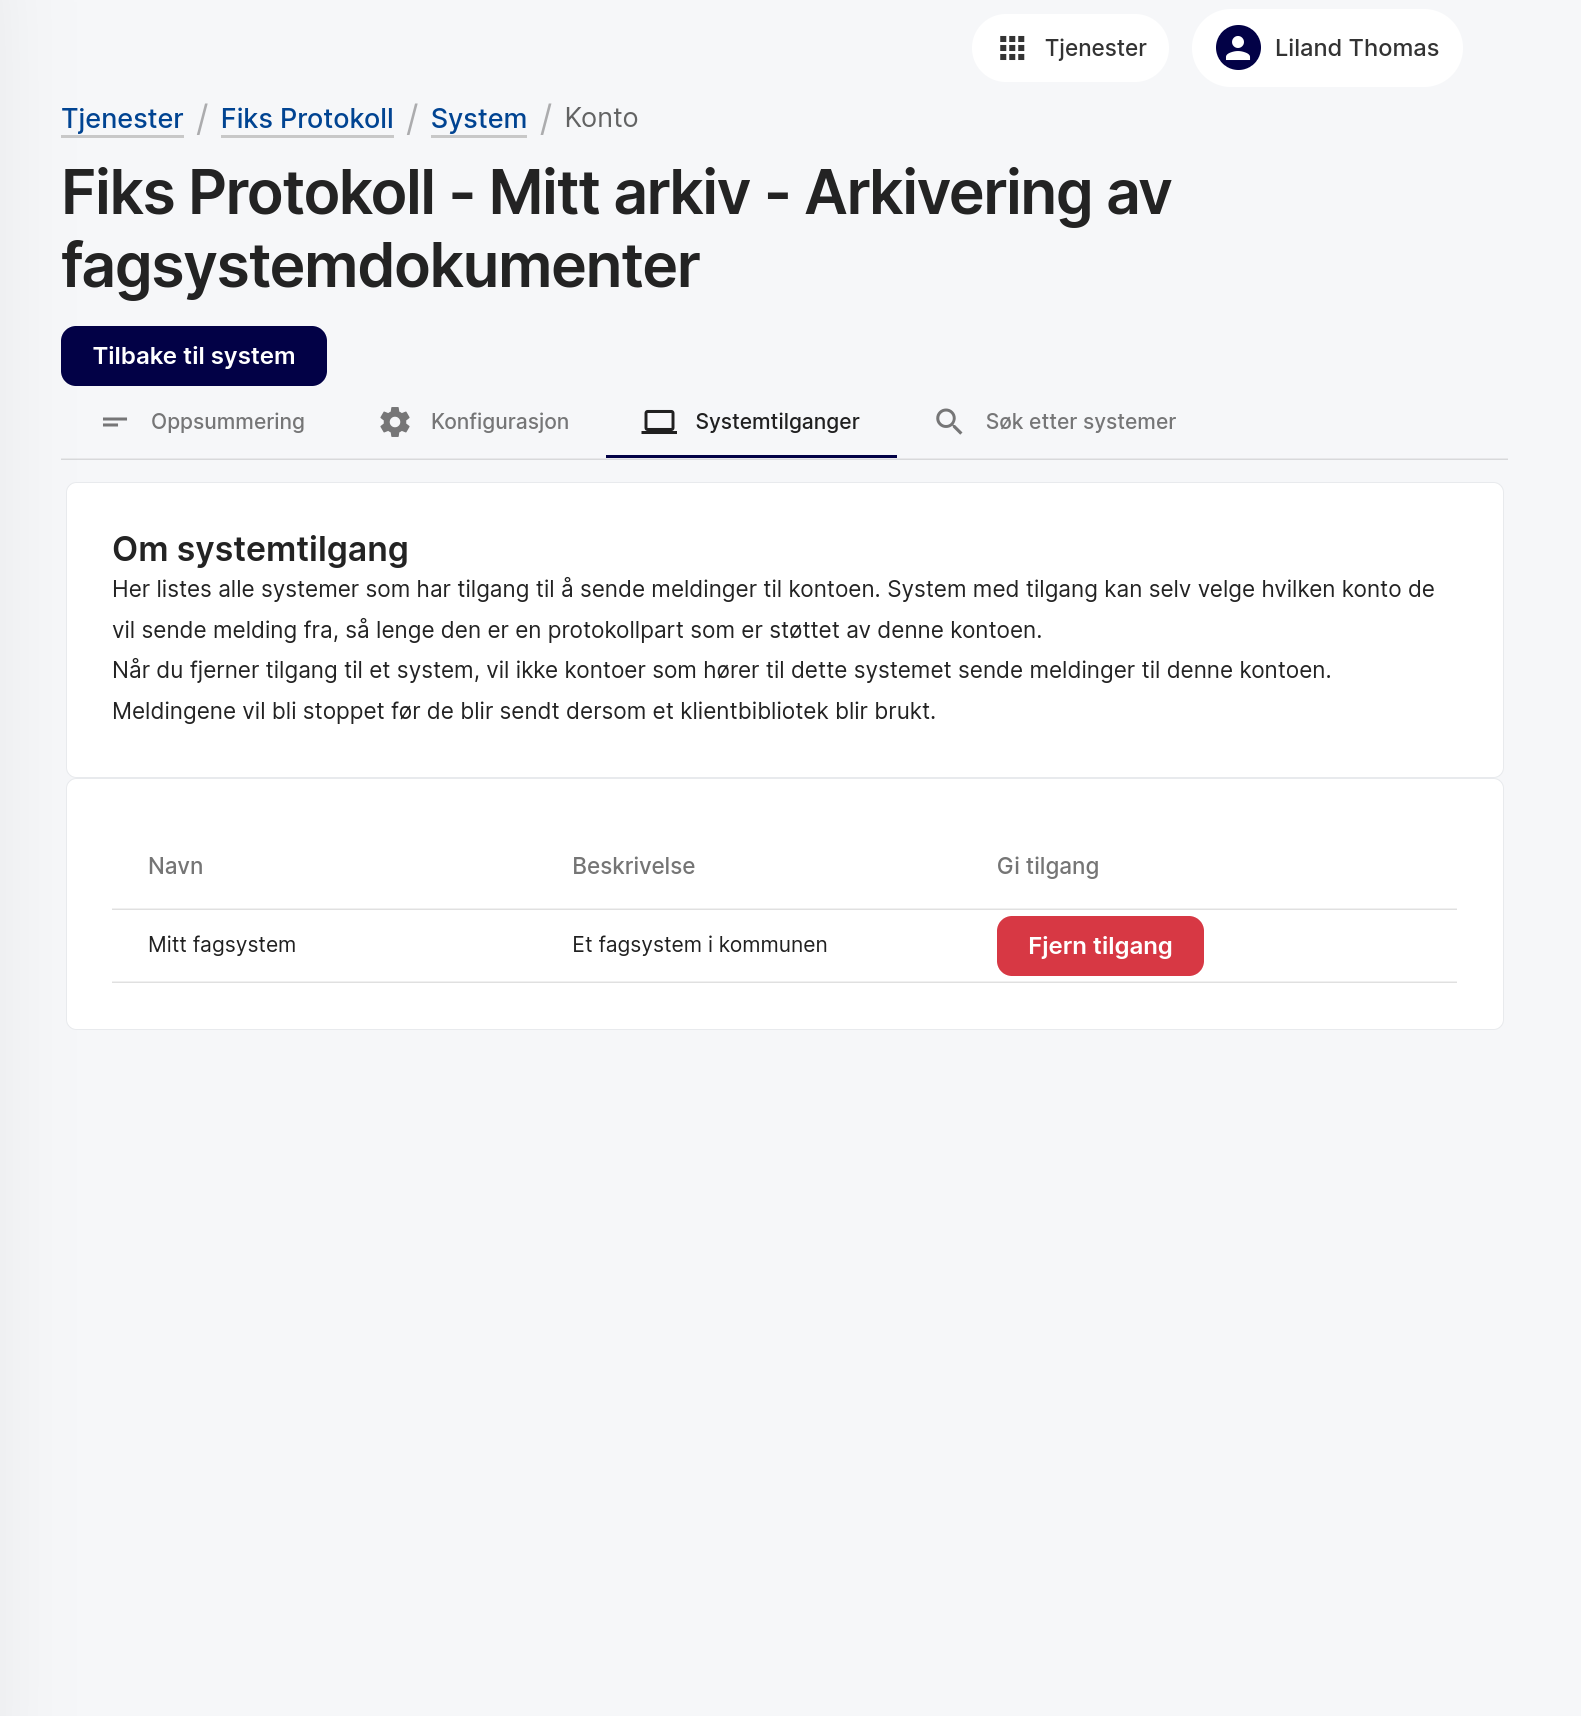 Tjenester
Liland Thomas
Tjenester / Fiks Protokoll / System / Konto
Fiks Protokoll - Mitt arkiv - Arkivering av
fagsystemdokumenter
Tilbake til system
Oppsummering Konfigurasjon Systemtilganger Søk etter systemer
Om systemtilgang
Her listes alle systemer som har tilgang til å sende meldinger til kontoen. System med tilgang kan selv velge hvilken konto de
vil sende melding fra, så lenge den er en protokollpart som er støttet av denne kontoen.
Når du fjerner tilgang til et system, vil ikke kontoer som hører til dette systemet sende meldinger til denne kontoen.
Meldingene vil bli stoppet før de blir sendt dersom et klientbibliotek blir brukt.
Navn Beskrivelse Gi tilgang
Mitt fagsystem Et fagsystem i kommunen Fjern tilgang